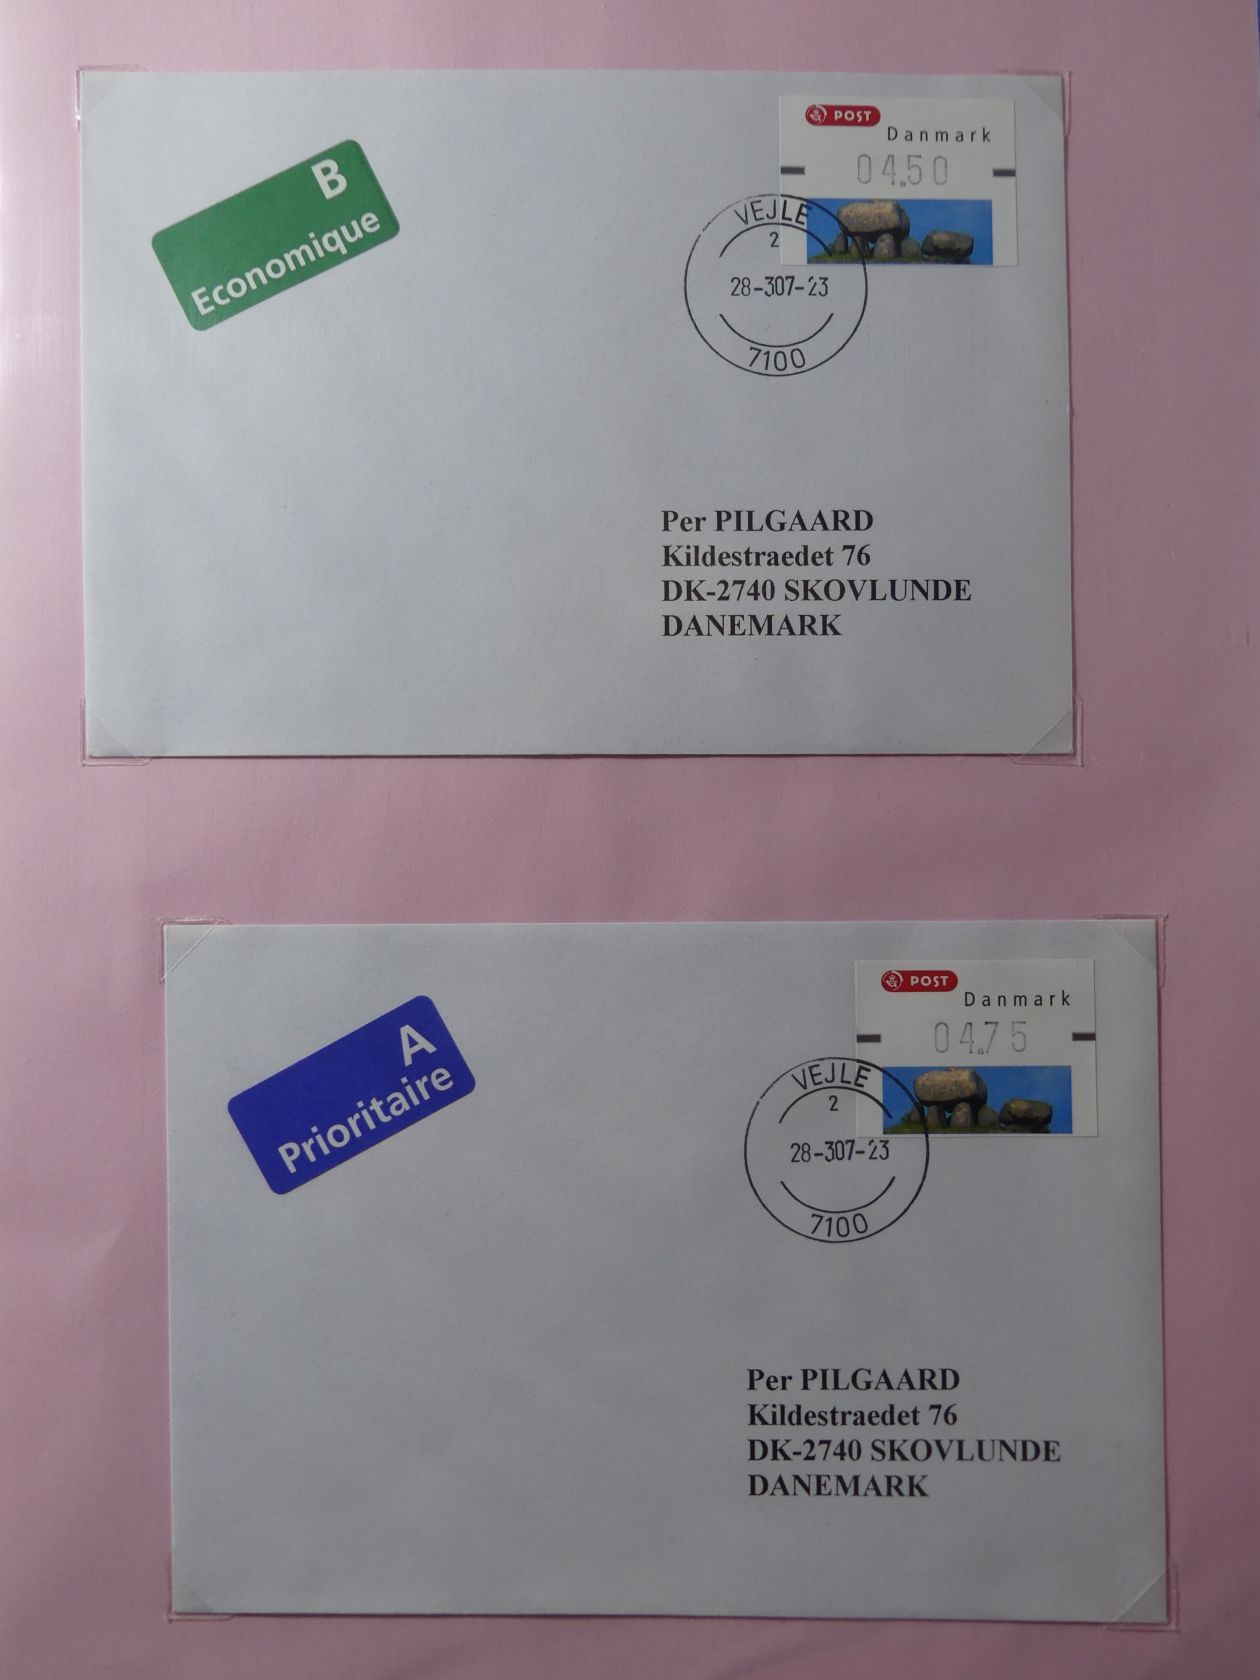 B
Economique
POST
Danmark
04.50
VEJLE
2
28-307-23
7100
Per PILGAARD
Kildestraedet 76
DK-2740 SKOVLUNDE
DANEMARK
A
Prioritaire
POST
Danmark
04.75
VEJLE
2
28-307-23
7100
Per PILGAARD
Kildestraedet 76
DK-2740 SKOVLUNDE
DANEMARK